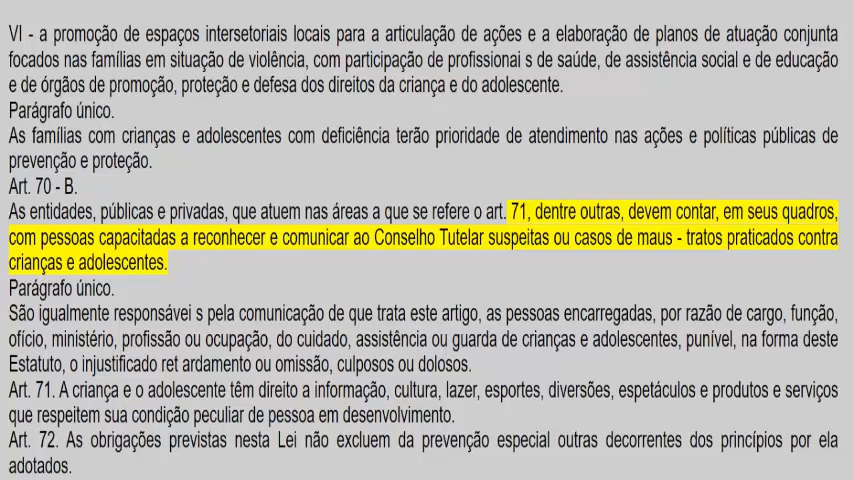 VI - a promoção de espaços intersetoriais locais para a articulação de ações e a elaboração de planos de atuação conjunta
focados nas famílias em situação de violência, com participação de profissionai s de saúde, de assistência social e de educação
e de órgãos de promoção, proteção e defesa dos direitos da criança e do adolescente.
Parágrafo único.
As famílias com crianças e adolescentes com deficiência terão prioridade de atendimento nas ações e políticas públicas de
prevenção e proteção.
Art. 70 - B.
As entidades, públicas e privadas, que atuem nas áreas a que se refere o art. 71, dentre outras, devem contar, em seus quadros,
com pessoas capacitadas a reconhecer e comunicar ao Conselho Tutelar suspeitas ou casos de maus - tratos praticados contra
crianças e adolescentes.
Parágrafo único.
São igualmente responsávei s pela comunicação de que trata este artigo, as pessoas encarregadas, por razão de cargo, função,
ofício, ministério, profissão ou ocupação, do cuidado, assistência ou guarda de crianças e adolescentes, punível, na forma deste
Estatuto, o injustificado ret ardamento ou omissão, culposos ou dolosos.
Art. 71. A criança e o adolescente têm direito a informação, cultura, lazer, esportes, diversões, espetáculos e produtos e serviços
que respeitem sua condição peculiar de pessoa em desenvolvimento.
Art. 72. As obrigações previstas nesta Lei não excluem da prevenção especial outras decorrentes dos princípios por ela
adotados.